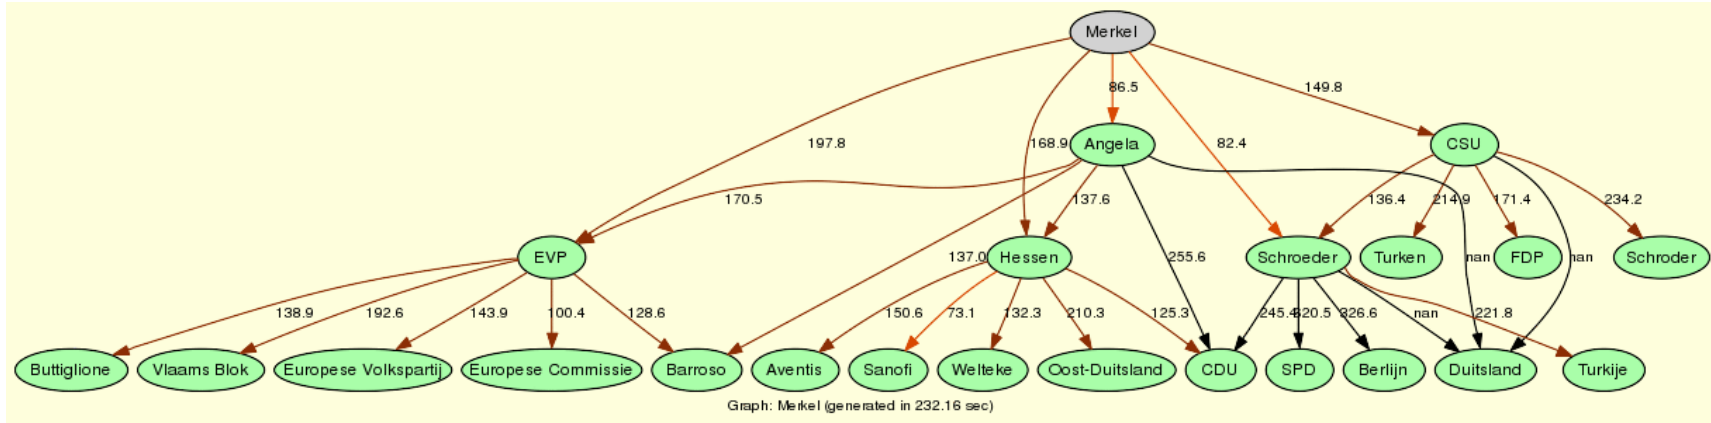 Merkel
86.5
149.8
197.8
168.9
Angela
82.4
CSU
170.5
137.6
136.4
214.9
171.4
234.2
EVP
137.0
Hessen
255.6
Schroeder
Turken
nan
FDP
nan
Schroder
138.9
192.6
143.9
100.4
128.6
150.6
73.1
132.3
210.3
125.3
245.4
326.6
nan
221.8
Buttiglione
Vlaams Blok
Europese Volkspartij
Europese Commissie
Barroso
Aventis
Sanofi
Welteke
Oost-Duitsland
CDU
SPD
Berlijn
Duitsland
Turkije
Graph: Merkel (generated in 232.16 sec)